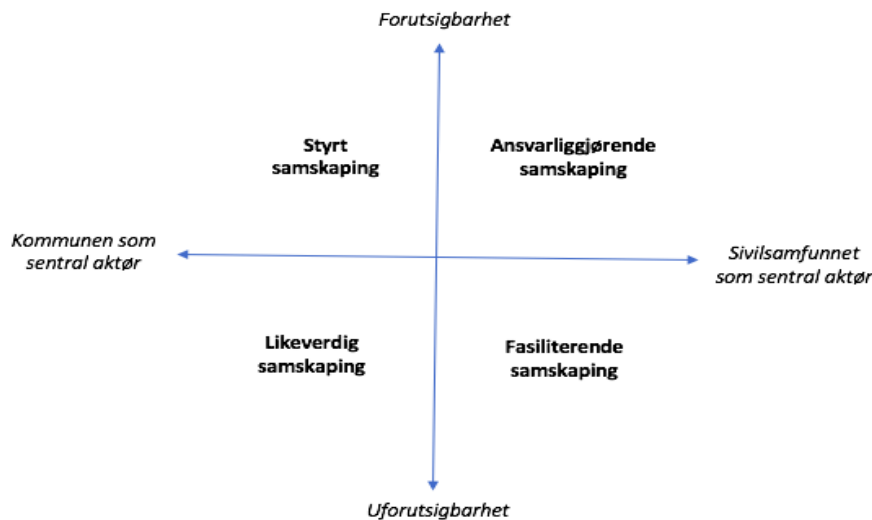 Forutsigbarhet
Styrt
samskaping
Ansvarliggjørende
samskaping
Kommunen som
sentral aktør
Sivilsamfunnet
som sentral aktør
Likeverdig
samskaping
Fasiliterende
samskaping
Uforutsigbarhet